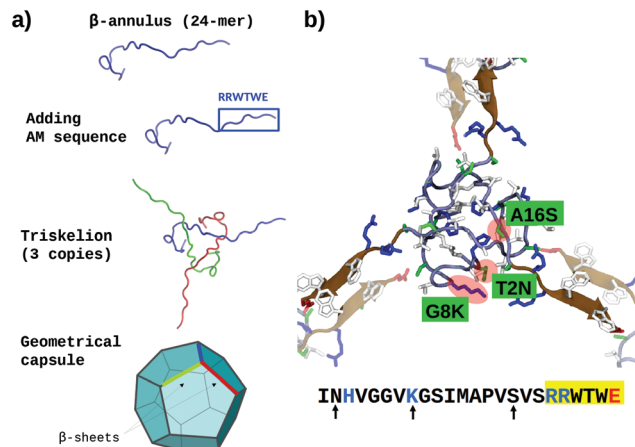 a)
β-annulus (24-mer)
RRWTWE
Adding
AM sequence
Triskelion
(3 copies)
Geometrical
capsule
β-sheets
b)
A16S
T2N
G8K
INHVGGVKGSIMAPVSVSRRWTWE